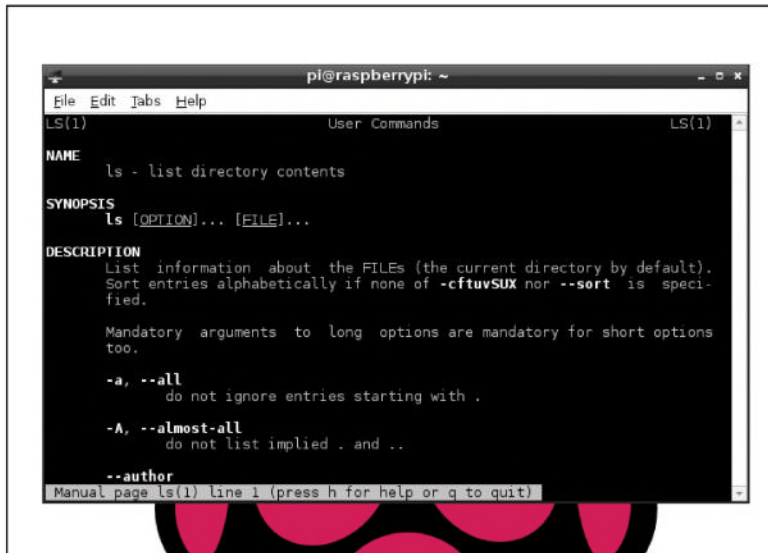 pi@raspberrypi: ~
File Edit Tabs Help
LS(1) User Commands LS(1)
NAME
ls - list directory contents
SYNOPSIS
ls [OPTION]... [FILE]...
DESCRIPTION
List information about the FILEs (the current directory by default).
Sort entries alphabetically if none of -cftuvSUX nor --sort is speci-
fied.
Mandatory arguments to long options are mandatory for short options
too.
-a, --all
do not ignore entries starting with .
-A, --almost-all
do not list implied . and ..
--author
Manual page ls(1) line 1 (press h for help or q to quit)